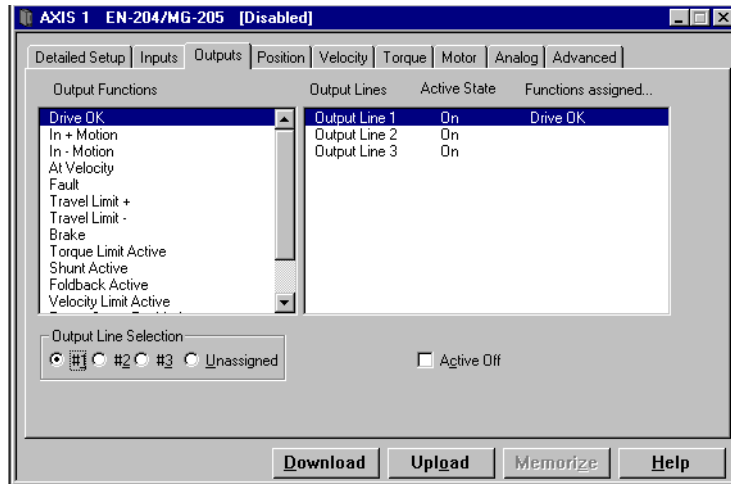 AXIS 1 EN-204/MG-205 [Disabled]
Detailed Setup Inputs Outputs Position Velocity Torque Motor Analog Advanced
Output Functions Output Lines Active State Functions assigned...
Drive OK Output Line 1 On Drive OK
In + Motion Output Line 2 On
In - Motion Output Line 3 On
At Velocity
Fault
Travel Limit +
Travel Limit -
Brake
Torque Limit Active
Shunt Active
Foldback Active
Velocity Limit Active
Output Line Selection
#1 #2 #3 Unassigned Active Off
Download Upload Memorize Help